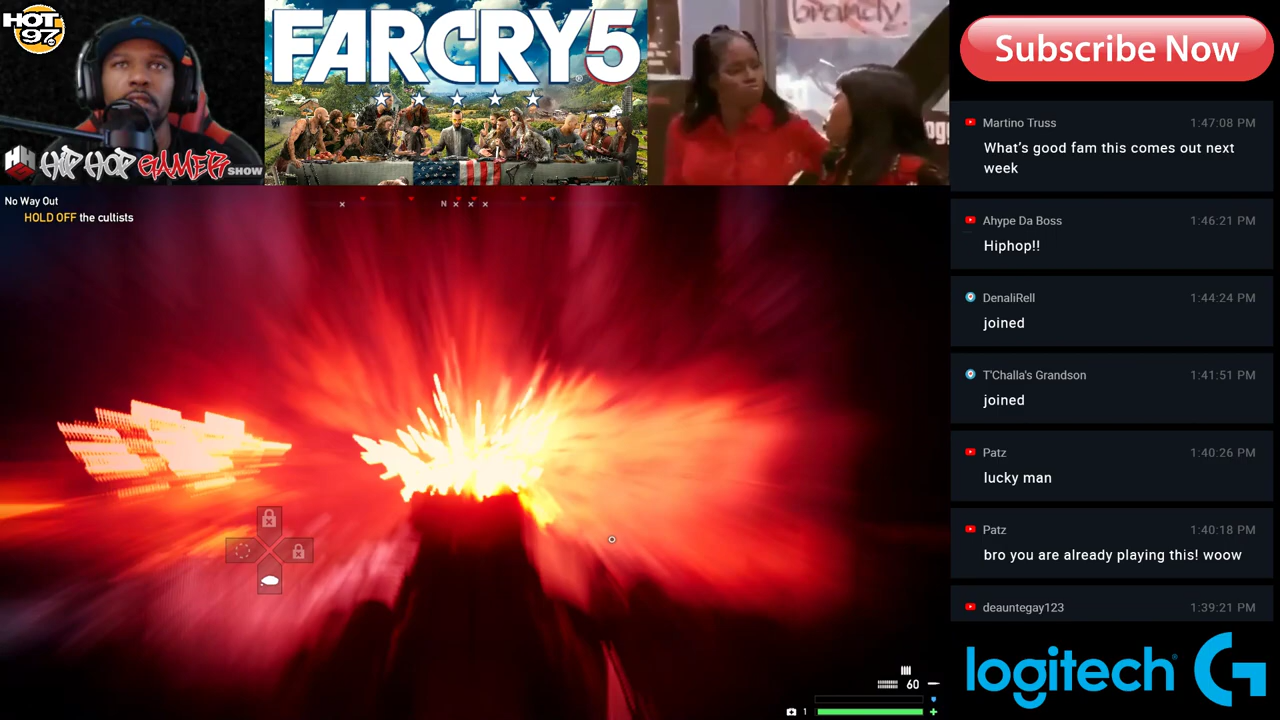 HOT
97
HIP HOP GAMER SHOW
FARCRY5
brandy
Subscribe Now
Martino Truss 1:47:08 PM
What's good fam this comes out next
week
Ahype Da Boss 1:46:21 PM
Hiphop!!
DenaliRell 1:44:24 PM
joined
T'Challa's Grandson 1:41:51 PM
joined
Patz 1:40:26 PM
lucky man
Patz 1:40:18 PM
bro you are already playing this! woow
deauntegay123 1:39:21 PM
logitech G
No Way Out
HOLD OFF the cultists
N
60
1